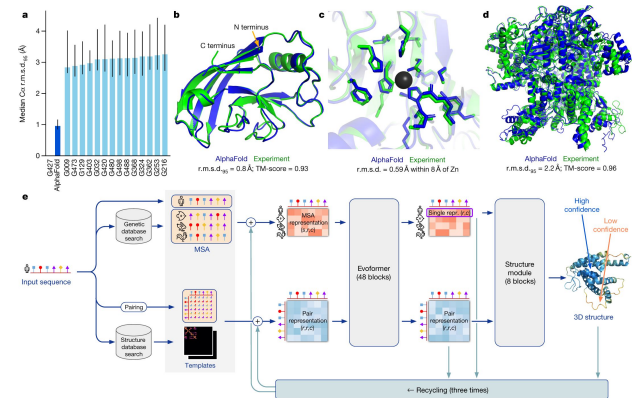 a
Median Cα r.m.s.d.95 (Å)
4
3
2
1
0
G427
AlphaFold
G009
G473
G129
G403
G032
G420
G480
G498
G488
G368
G324
G362
G253
G216
b
N terminus
C terminus
AlphaFold Experiment
r.m.s.d.95 = 0.8 Å; TM-score = 0.93
c
AlphaFold Experiment
r.m.s.d. = 0.59 Å within 8 Å of Zn
d
AlphaFold Experiment
r.m.s.d.95 = 2.2 Å; TM-score = 0.96
e
Input sequence
Genetic
database
search
MSA
Pairing
Structure
database
search
Templates
MSA
representation
(s,r,c)
Pair
representation
(r,r,c)
Evoformer
(48 blocks)
Single repr. (r,c)
Pair
representation
(r,r,c)
Structure
module
(8 blocks)
High
confidence
Low
confidence
3D structure
← Recycling (three times)